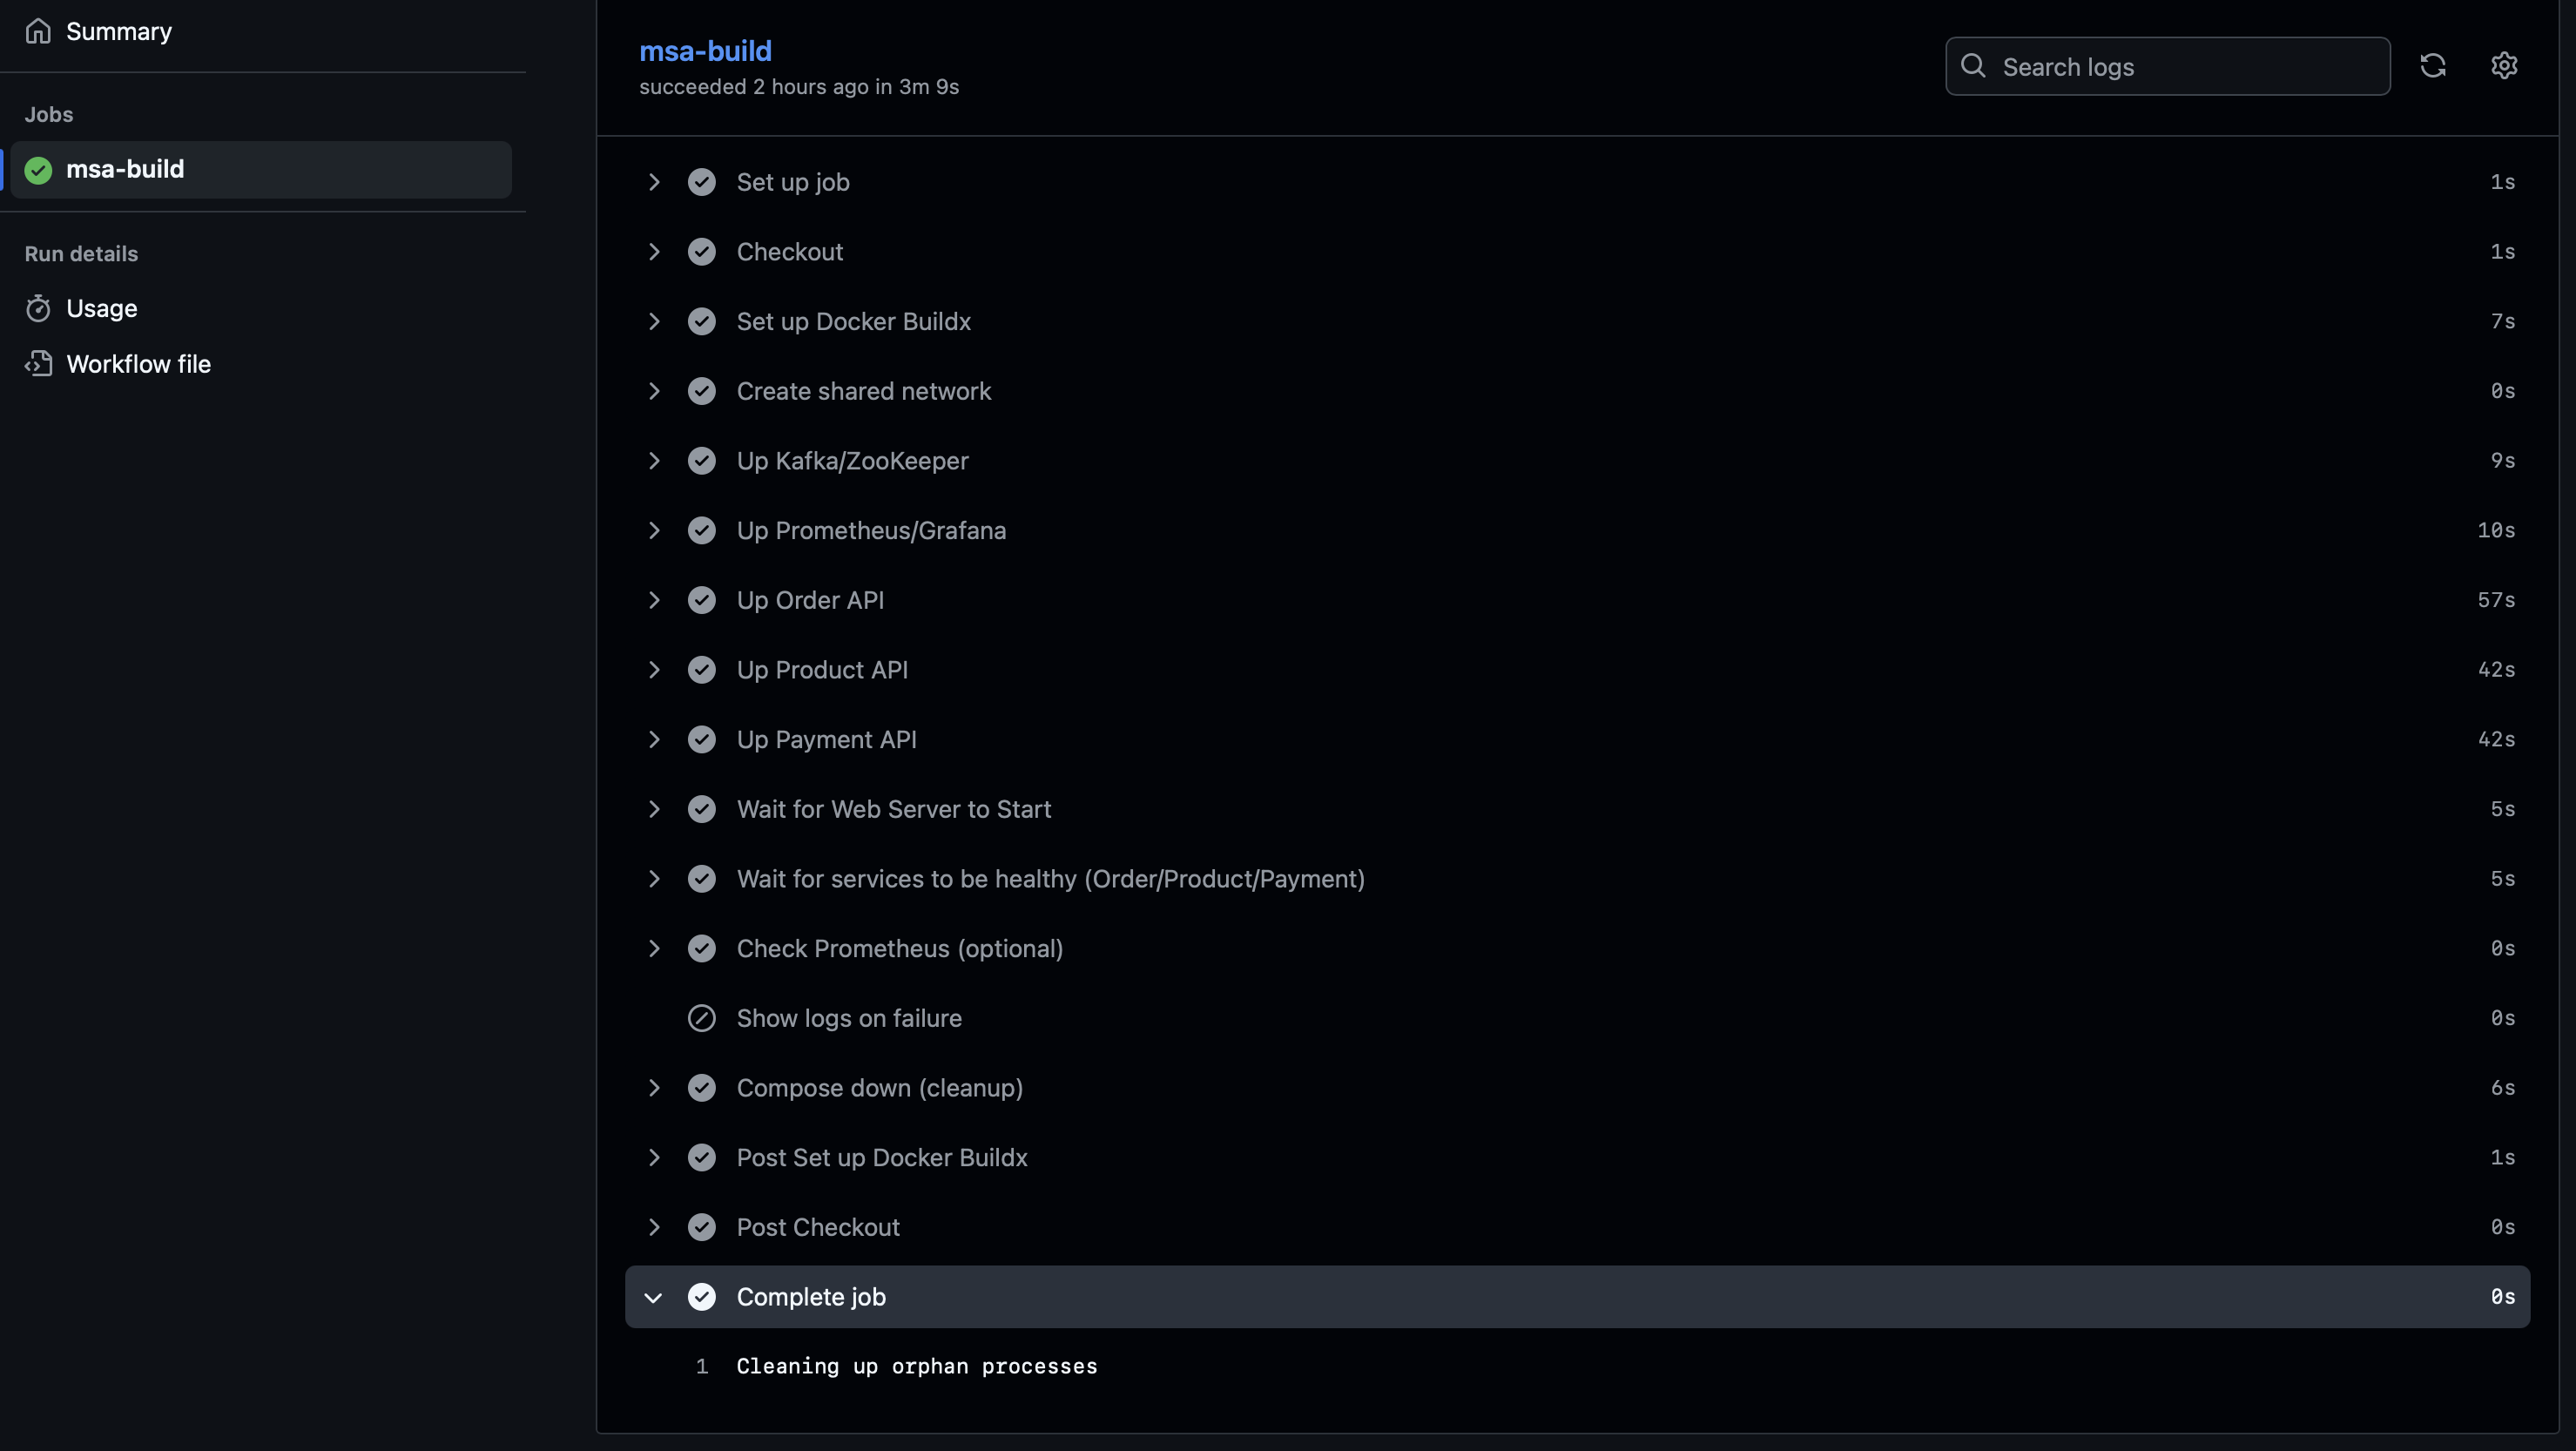 Summary
Jobs
msa-build
Run details
Usage
Workflow file
msa-build
succeeded 2 hours ago in 3m 9s
Search logs
Set up job 1s
Checkout 1s
Set up Docker Buildx 7s
Create shared network 0s
Up Kafka/ZooKeeper 9s
Up Prometheus/Grafana 10s
Up Order API 57s
Up Product API 42s
Up Payment API 42s
Wait for Web Server to Start 5s
Wait for services to be healthy (Order/Product/Payment) 5s
Check Prometheus (optional) 0s
Show logs on failure 0s
Compose down (cleanup) 6s
Post Set up Docker Buildx 1s
Post Checkout 0s
Complete job 0s
1 Cleaning up orphan processes